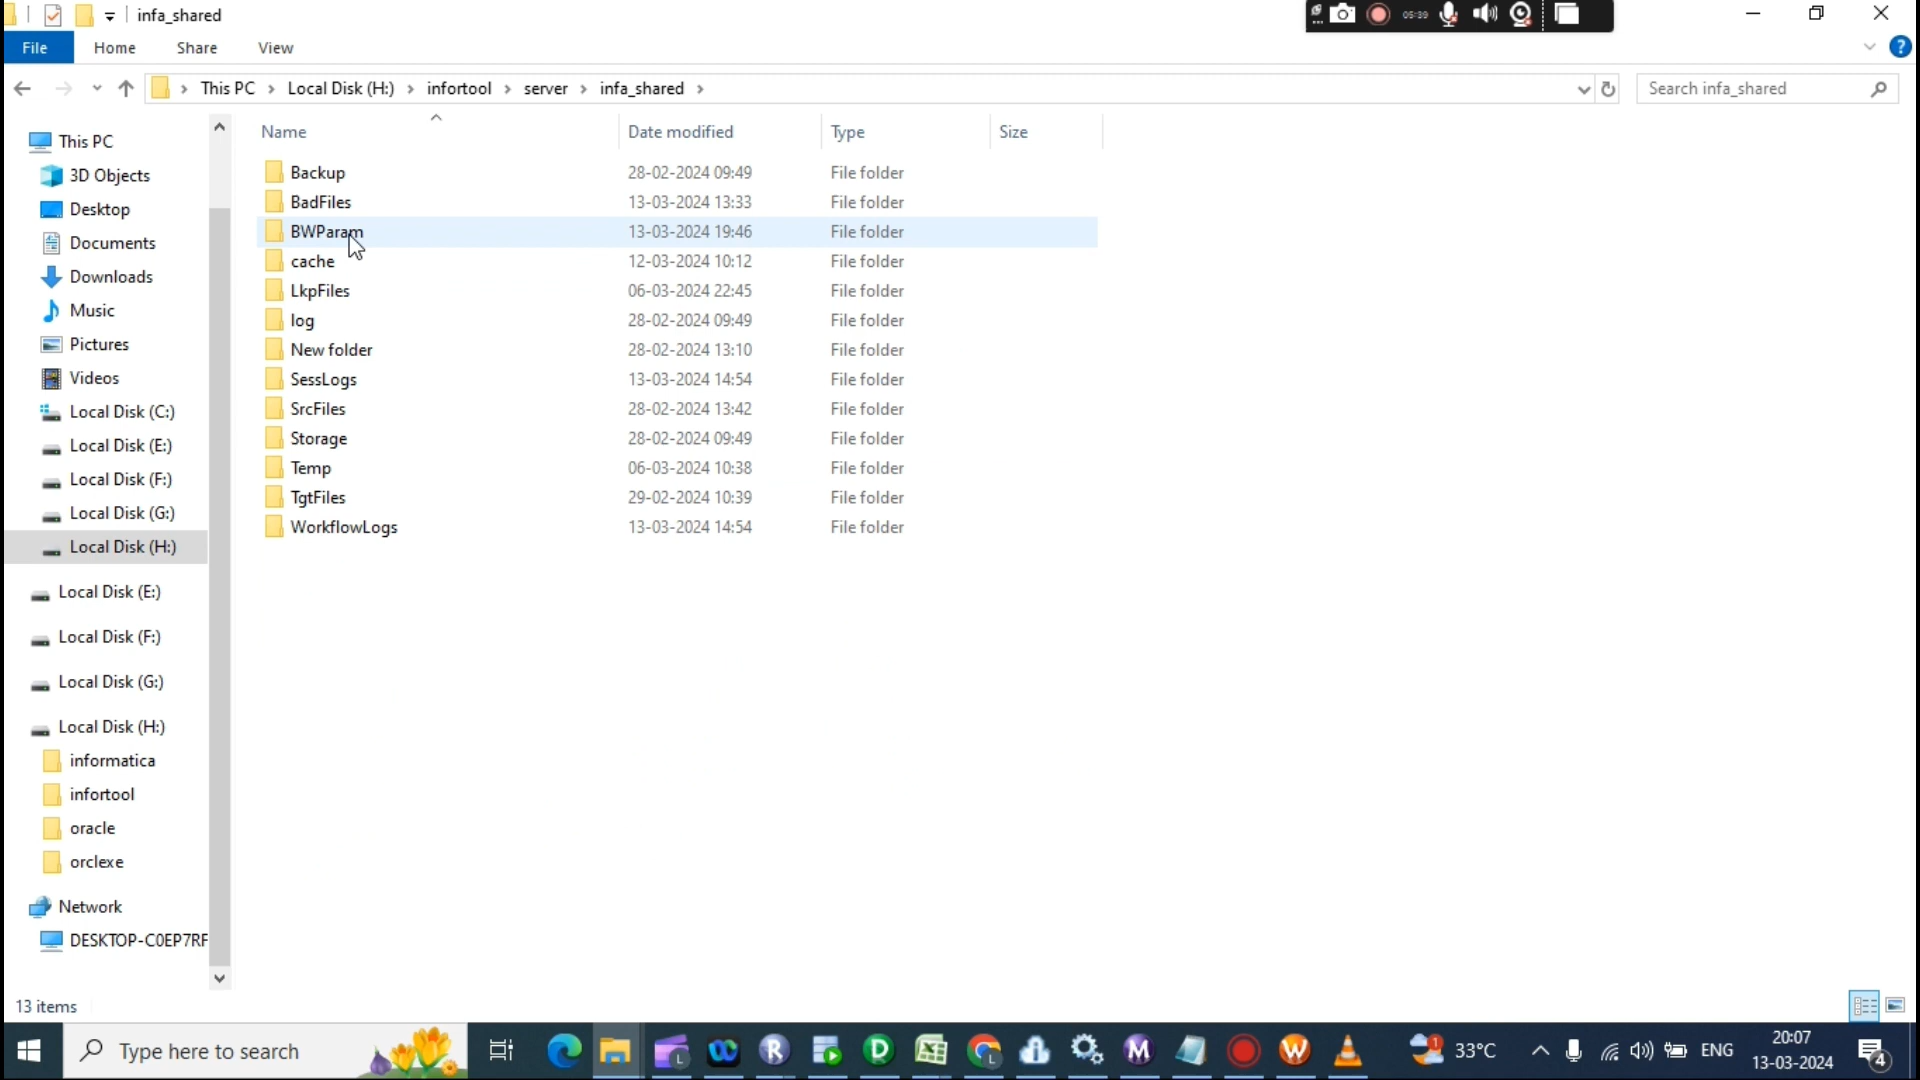 infa_shared
05:39
File Home Share View
This PC Local Disk (H:) infortool server infa_shared
Search infa_shared
Name Date modified Type Size
Backup 28-02-2024 09:49 File folder
BadFiles 13-03-2024 13:33 File folder
BWParam 13-03-2024 19:46 File folder
cache 12-03-2024 10:12 File folder
LkpFiles 06-03-2024 22:45 File folder
log 28-02-2024 09:49 File folder
New folder 28-02-2024 13:10 File folder
SessLogs 13-03-2024 14:54 File folder
SrcFiles 28-02-2024 13:42 File folder
Storage 28-02-2024 09:49 File folder
Temp 06-03-2024 10:38 File folder
TgtFiles 29-02-2024 10:39 File folder
WorkflowLogs 13-03-2024 14:54 File folder
This PC
3D Objects
Desktop
Documents
Downloads
Music
Pictures
Videos
Local Disk (C:)
Local Disk (E:)
Local Disk (F:)
Local Disk (G:)
Local Disk (H:)
Local Disk (E:)
Local Disk (F:)
Local Disk (G:)
Local Disk (H:)
informatica
infortool
oracle
orclexe
Network
DESKTOP-C0EP7RF
13 items
Type here to search
33°C
ENG
20:07
13-03-2024
4